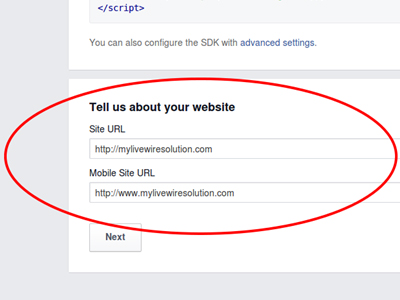 </script>
You can also configure the SDK with advanced settings.
Tell us about your website
Site URL
http://mylivewiresolution.com
Mobile Site URL
http://www.mylivewiresolution.com
Next